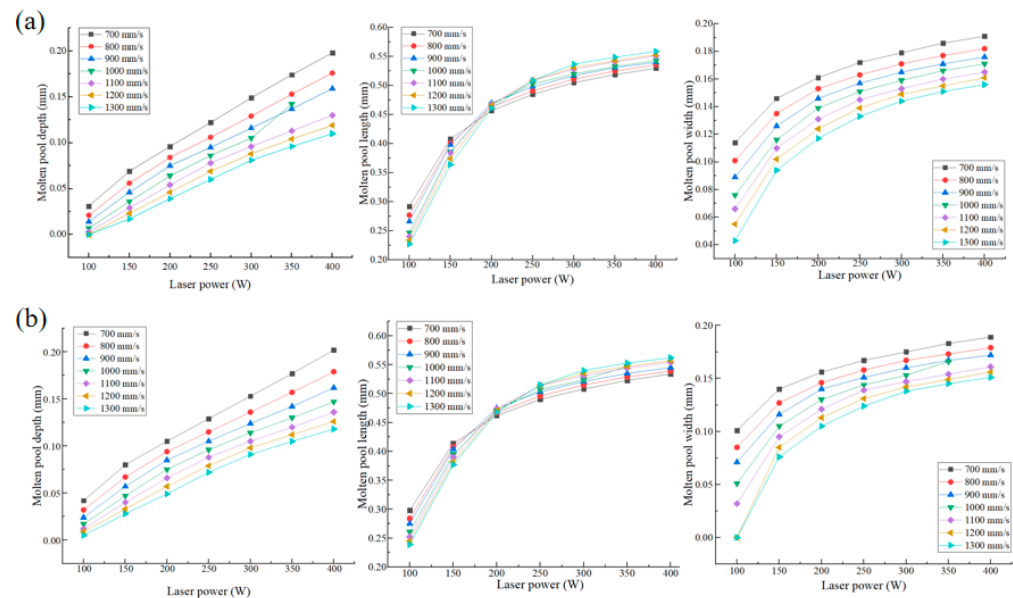 (a)
700 mm/s
800 mm/s
900 mm/s
1000 mm/s
1100 mm/s
1200 mm/s
1300 mm/s
Molten pool depth (mm)
0.20
0.15
0.10
0.05
0.00
100 150 200 250 300 350 400
Laser power (W)
700 mm/s
800 mm/s
900 mm/s
1000 mm/s
1100 mm/s
1200 mm/s
1300 mm/s
Molten pool length (mm)
0.60
0.55
0.50
0.45
0.40
0.35
0.30
0.25
0.20
100 150 200 250 300 350 400
Laser power (W)
Molten pool width (mm)
0.20
0.18
0.16
0.14
0.12
0.10
0.08
0.06
0.04
700 mm/s
800 mm/s
900 mm/s
1000 mm/s
1100 mm/s
1200 mm/s
1300 mm/s
100 150 200 250 300 350 400
Laser power (W)
(b)
700 mm/s
800 mm/s
900 mm/s
1000 mm/s
1100 mm/s
1200 mm/s
1300 mm/s
Molten pool depth (mm)
0.20
0.15
0.10
0.05
0.00
100 150 200 250 300 350 400
Laser power (W)
700 mm/s
800 mm/s
900 mm/s
1000 mm/s
1100 mm/s
1200 mm/s
1300 mm/s
Molten pool length (mm)
0.60
0.55
0.50
0.45
0.40
0.35
0.30
0.25
0.20
100 150 200 250 300 350 400
Laser power (W)
Molten pool width (mm)
0.20
0.15
0.10
0.05
0.00
700 mm/s
800 mm/s
900 mm/s
1000 mm/s
1100 mm/s
1200 mm/s
1300 mm/s
100 150 200 250 300 350 400
Laser power (W)